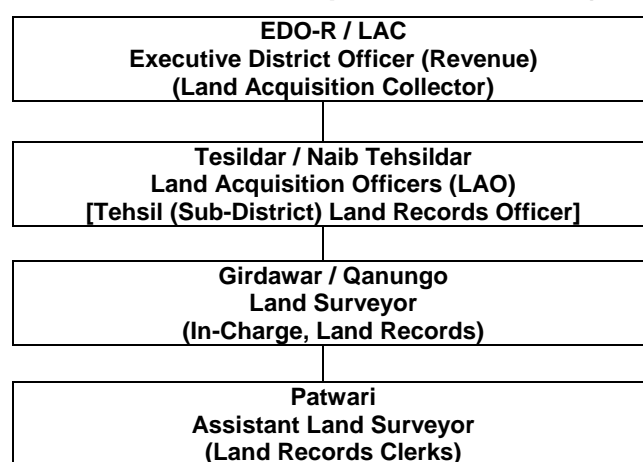 EDO-R / LAC
Executive District Officer (Revenue)
(Land Acquisition Collector)
Tesildar / Naib Tehsildar
Land Acquisition Officers (LAO)
[Tehsil (Sub-District) Land Records Officer]
Girdawar / Qanungo
Land Surveyor
(In-Charge, Land Records)
Patwari
Assistant Land Surveyor
(Land Records Clerks)